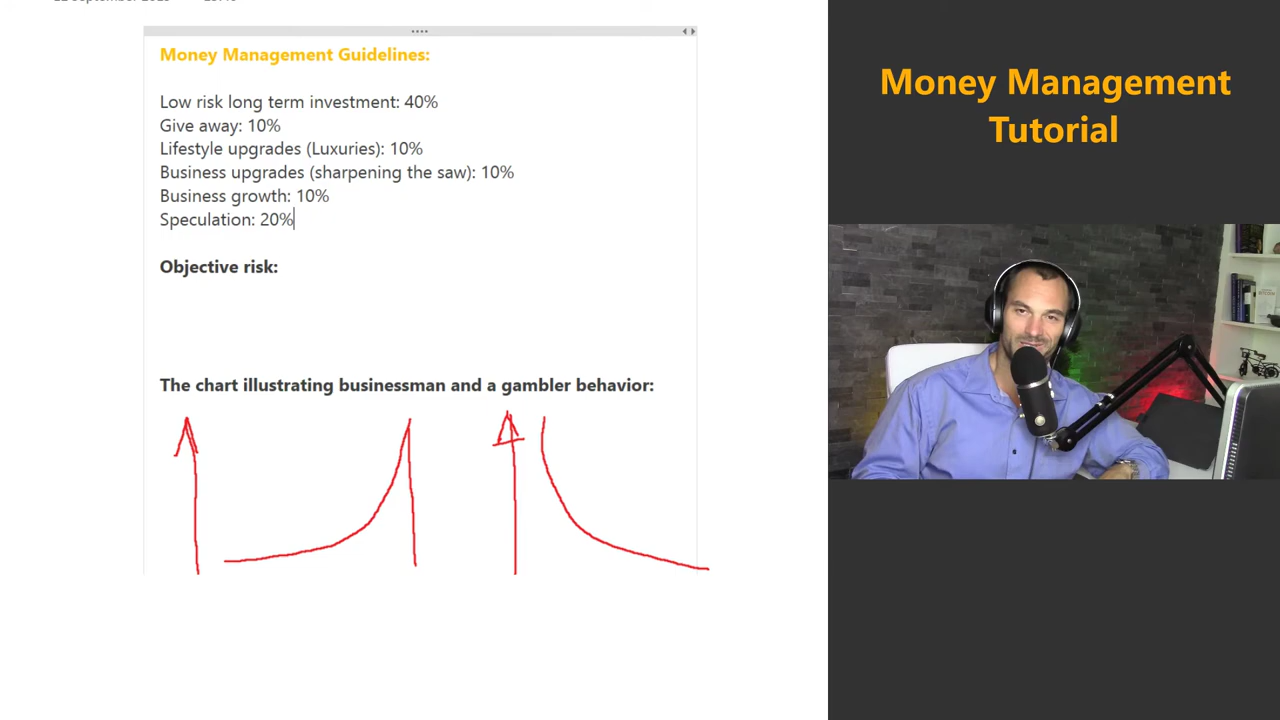 Money Management Guidelines:
Low risk long term investment: 40%
Give away: 10%
Lifestyle upgrades (Luxuries): 10%
Business upgrades (sharpening the saw): 10%
Business growth: 10%
Speculation: 20%
Objective risk:
The chart illustrating businessman and a gambler behavior:
Money Management
Tutorial